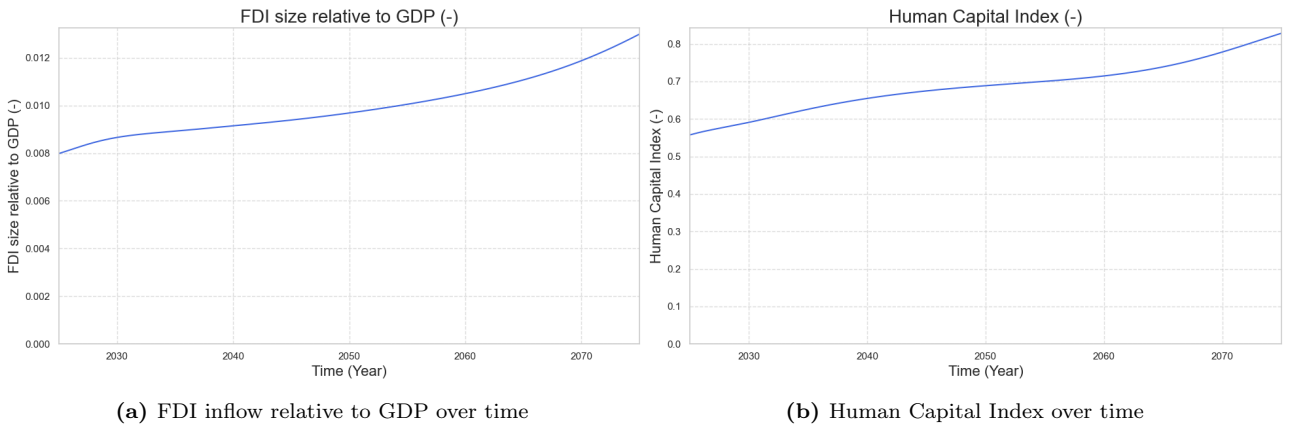 FDI size relative to GDP (-)
FDI size relative to GDP (-)
0.012
0.010
0.008
0.006
0.004
0.002
0.000
2030 2040 2050 2060 2070
Time (Year)
(a) FDI inflow relative to GDP over time
Human Capital Index (-)
Human Capital Index (-)
0.8
0.7
0.6
0.5
0.4
0.3
0.2
0.1
0.0
2030 2040 2050 2060 2070
Time (Year)
(b) Human Capital Index over time